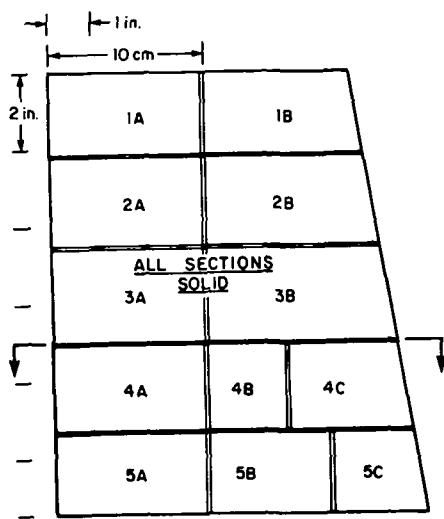 1 in.
10 cm
2 in.
1A
1B
2A
2B
ALL SECTIONS
SOLID
3A
3B
4A
4B
4C
5A
5B
5C